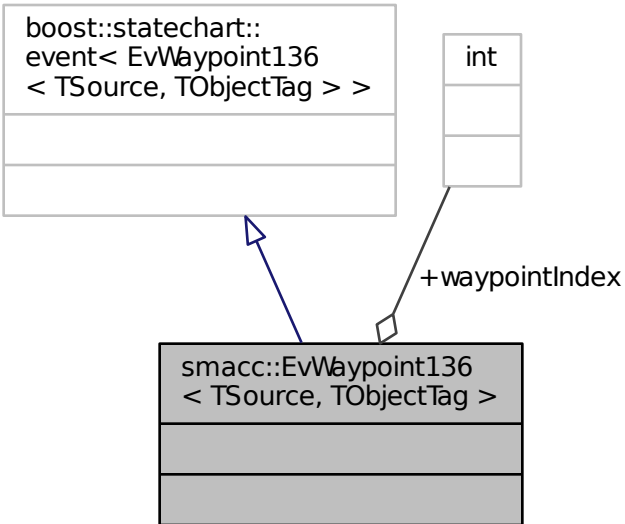 boost::statechart::
event< EvWaypoint136
< TSource, TObjectTag > >
int
+waypointIndex
smacc::EvWaypoint136
< TSource, TObjectTag >